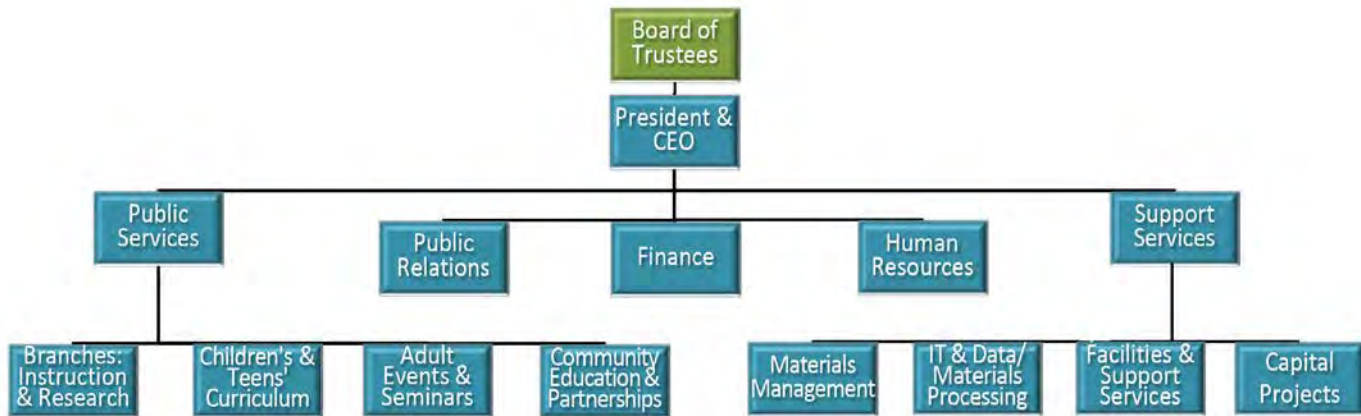 Board of
Trustees
President &
CEO
Public
Services
Public
Relations
Finance
Human
Resources
Support
Services
Branches:
Instruction
& Research
Children's &
Teens'
Curriculum
Adult
Events &
Seminars
Community
Education &
Partnerships
Materials
Management
IT & Data/
Materials
Processing
Facilities &
Support
Services
Capital
Projects